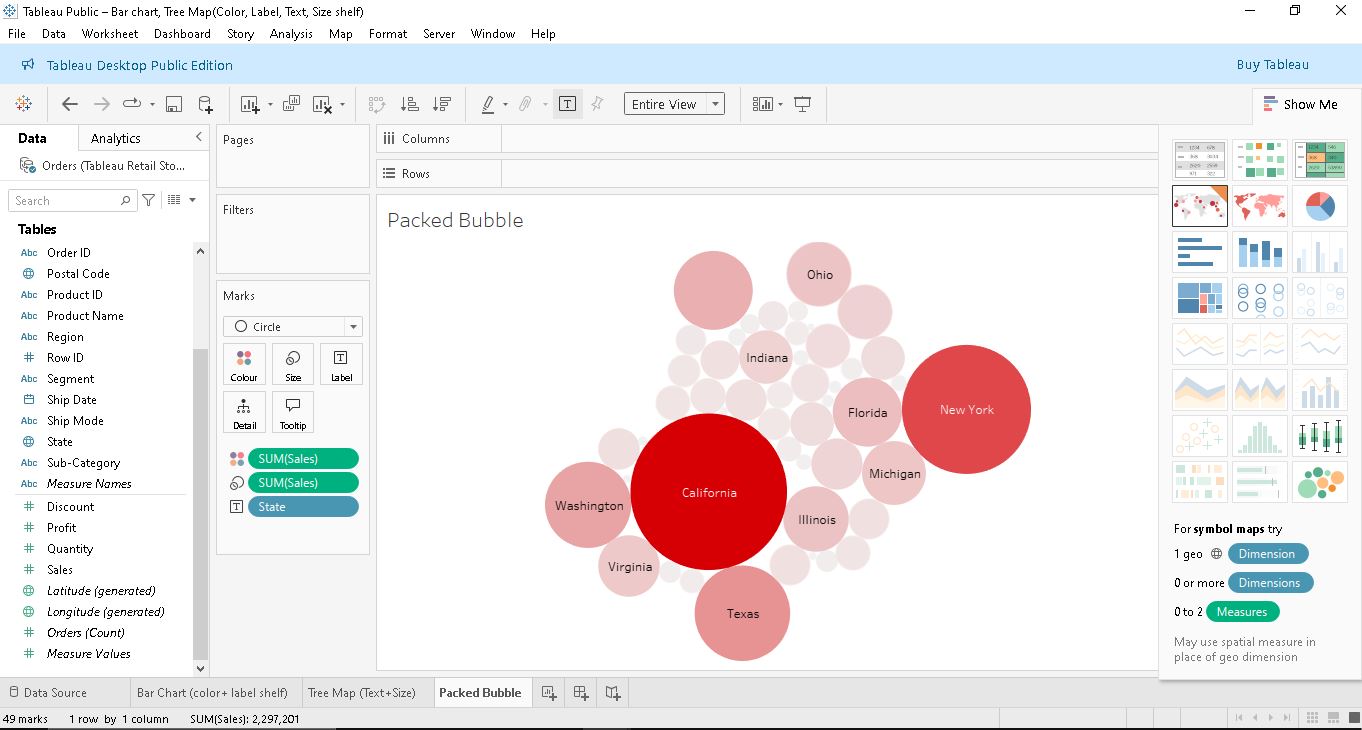 Tableau Public – Bar chart, Tree Map(Color, Label, Text, Size shelf)
File Data Worksheet Dashboard Story Analysis Map Format Server Window Help
Tableau Desktop Public Edition
Buy Tableau
Entire View
Show Me
Data
Analytics
Orders (Tableau Retail Sto...
Search
Tables
Abc Order ID
Postal Code
Abc Product ID
Abc Product Name
Abc Region
# Row ID
Abc Segment
Ship Date
Abc Ship Mode
State
Abc Sub-Category
Abc Measure Names
# Discount
# Profit
# Quantity
# Sales
Latitude (generated)
Longitude (generated)
# Orders (Count)
# Measure Values
Pages
Filters
Marks
Circle
Colour Size Label
Detail Tooltip
SUM(Sales)
SUM(Sales)
State
Columns
Rows
Packed Bubble
Ohio
Indiana
Florida
New York
Michigan
California
Washington
Illinois
Virginia
Texas
For symbol maps try
1 geo Dimension
0 or more Dimensions
0 to 2 Measures
May use spatial measure in
place of geo dimension
Data Source
Bar Chart (color+ label shelf)
Tree Map (Text+Size)
Packed Bubble
49 marks 1 row by 1 column SUM(Sales): 2,297,201